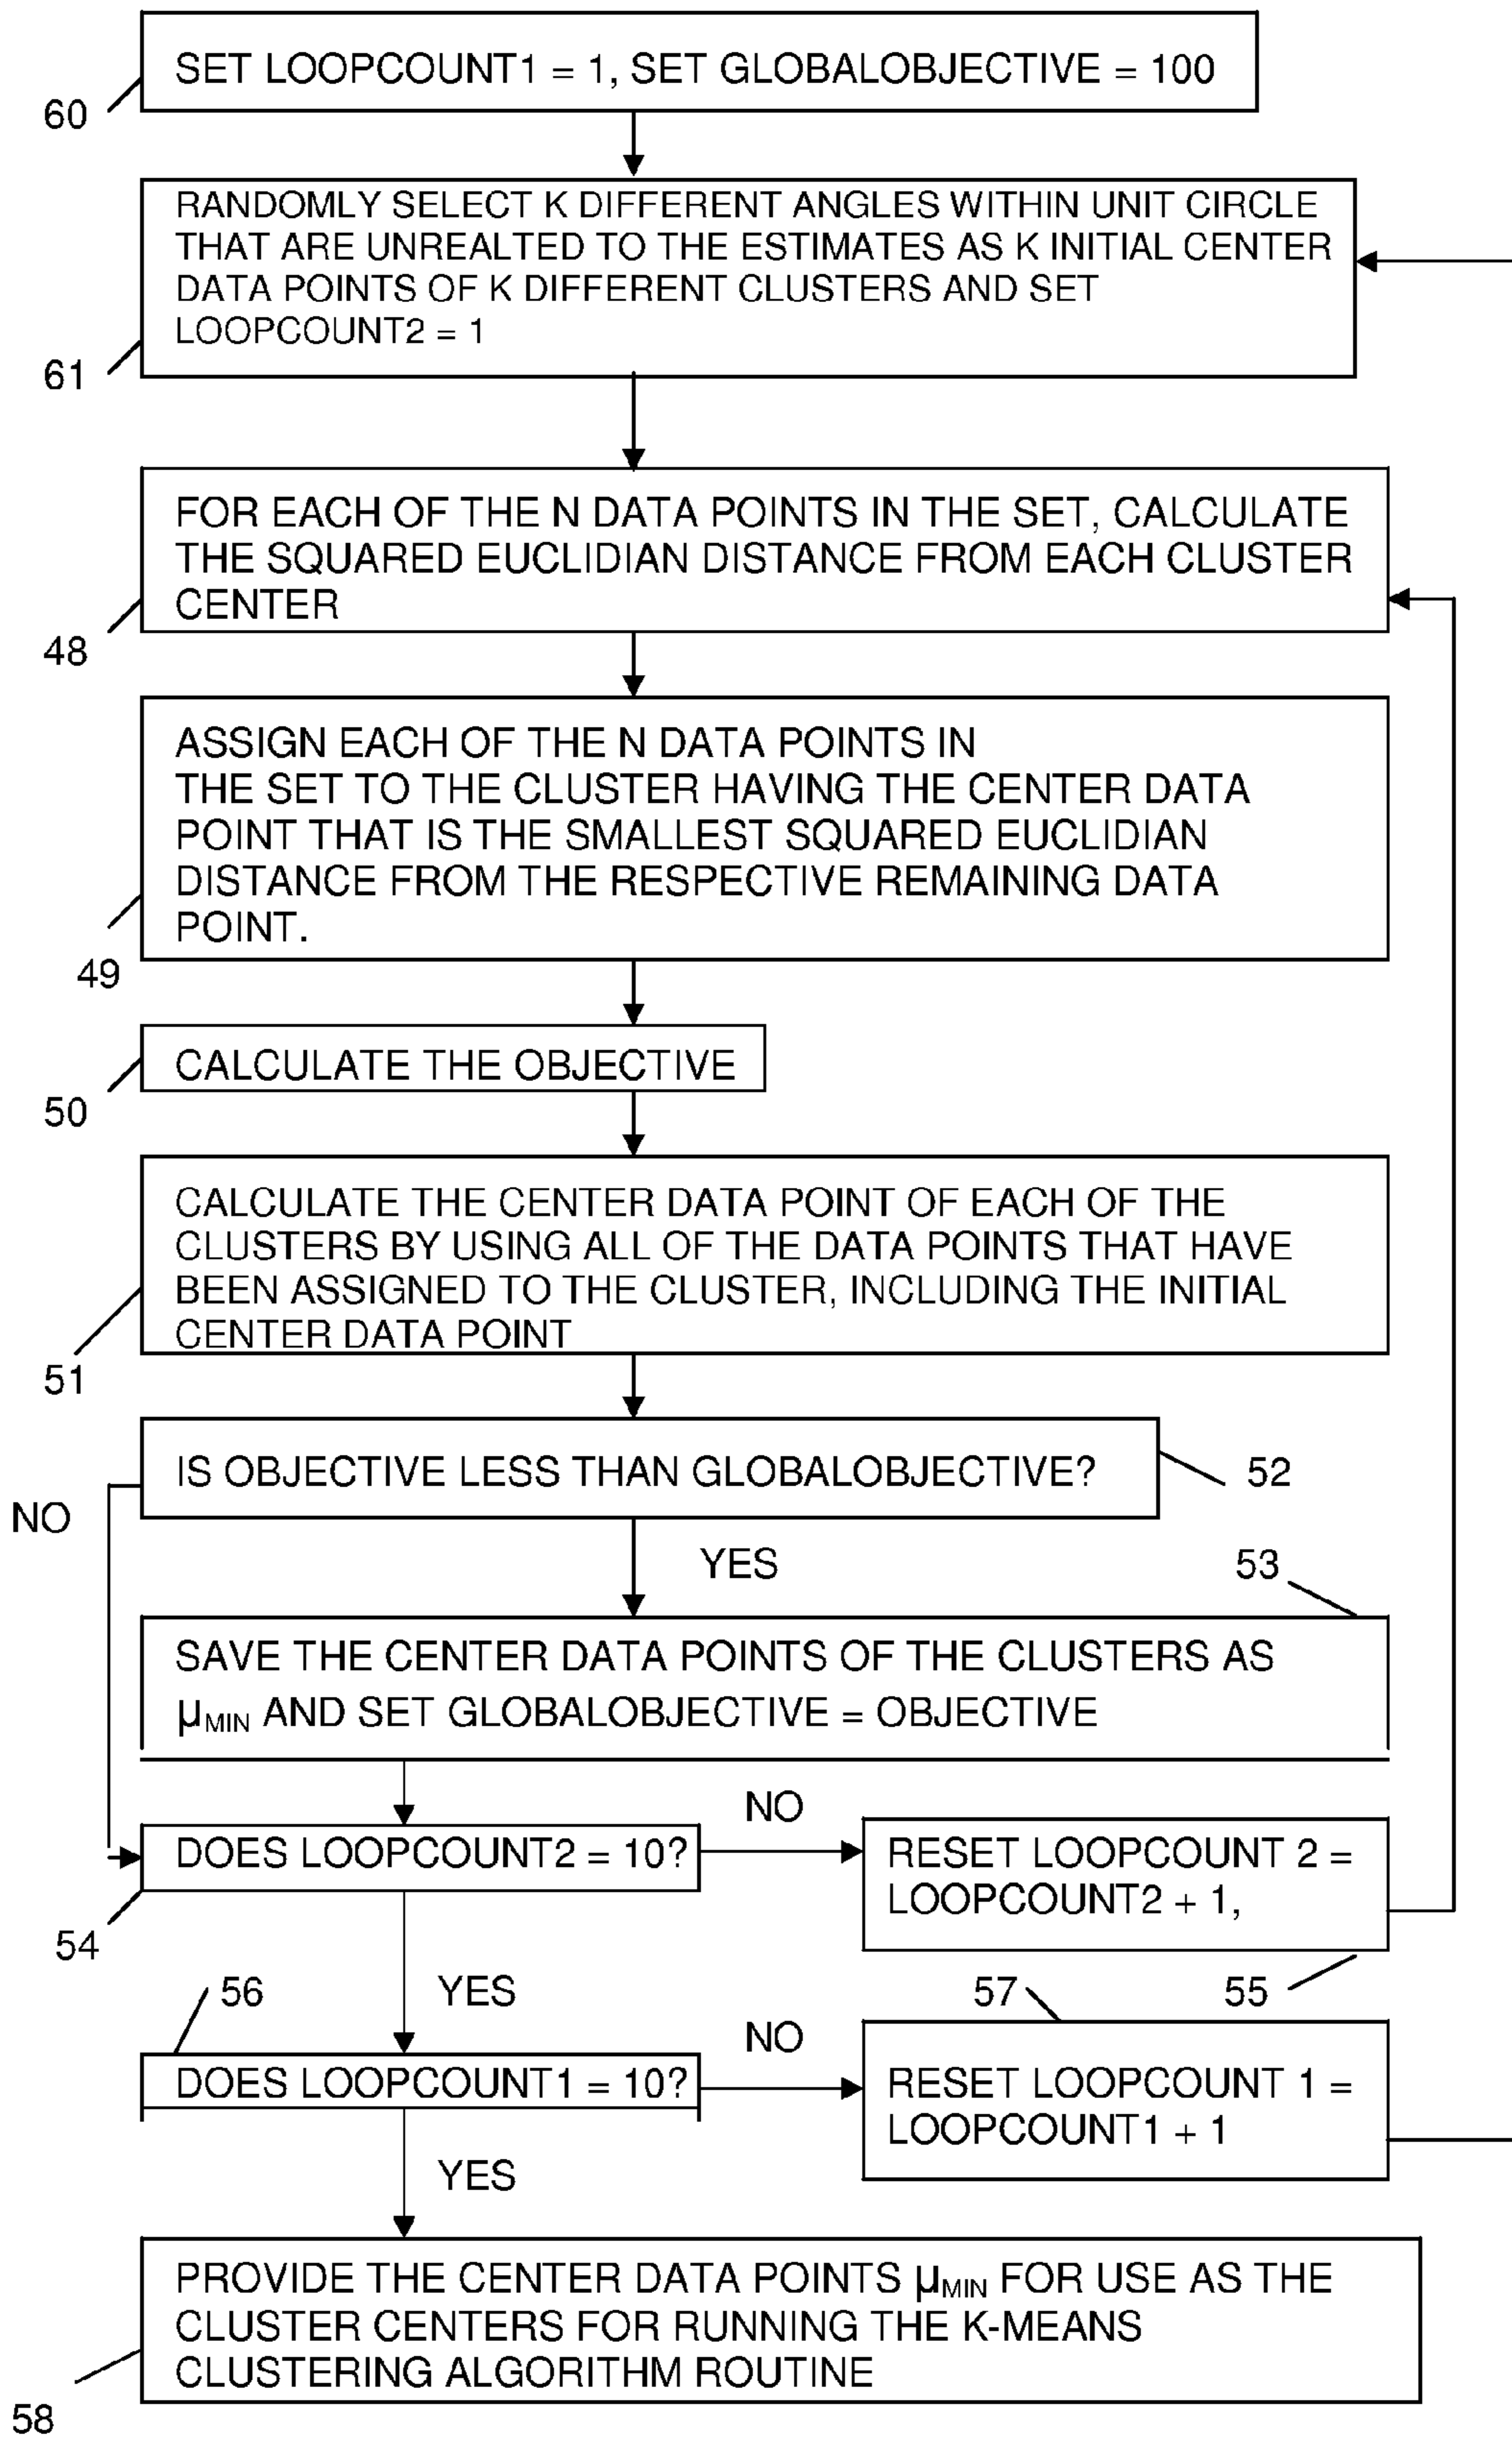 SET LOOPCOUNT1 = 1, SET GLOBALOBJECTIVE = 100
60
RANDOMLY SELECT K DIFFERENT ANGLES WITHIN UNIT CIRCLE
THAT ARE UNREALTED TO THE ESTIMATES AS K INITIAL CENTER
DATA POINTS OF K DIFFERENT CLUSTERS AND SET
LOOPCOUNT2 = 1
61
FOR EACH OF THE N DATA POINTS IN THE SET, CALCULATE
THE SQUARED EUCLIDIAN DISTANCE FROM EACH CLUSTER
CENTER
48
ASSIGN EACH OF THE N DATA POINTS IN
THE SET TO THE CLUSTER HAVING THE CENTER DATA
POINT THAT IS THE SMALLEST SQUARED EUCLIDIAN
DISTANCE FROM THE RESPECTIVE REMAINING DATA
POINT.
49
CALCULATE THE OBJECTIVE
50
CALCULATE THE CENTER DATA POINT OF EACH OF THE
CLUSTERS BY USING ALL OF THE DATA POINTS THAT HAVE
BEEN ASSIGNED TO THE CLUSTER, INCLUDING THE INITIAL
CENTER DATA POINT
51
IS OBJECTIVE LESS THAN GLOBALOBJECTIVE?
52
NO
YES
53
SAVE THE CENTER DATA POINTS OF THE CLUSTERS AS
µMIN AND SET GLOBALOBJECTIVE = OBJECTIVE
NO
DOES LOOPCOUNT2 = 10?
RESET LOOPCOUNT 2 =
LOOPCOUNT2 + 1,
54
56
YES
57
55
NO
DOES LOOPCOUNT1 = 10?
RESET LOOPCOUNT 1 =
LOOPCOUNT1 + 1
YES
PROVIDE THE CENTER DATA POINTS µMIN FOR USE AS THE
CLUSTER CENTERS FOR RUNNING THE K-MEANS
CLUSTERING ALGORITHM ROUTINE
58